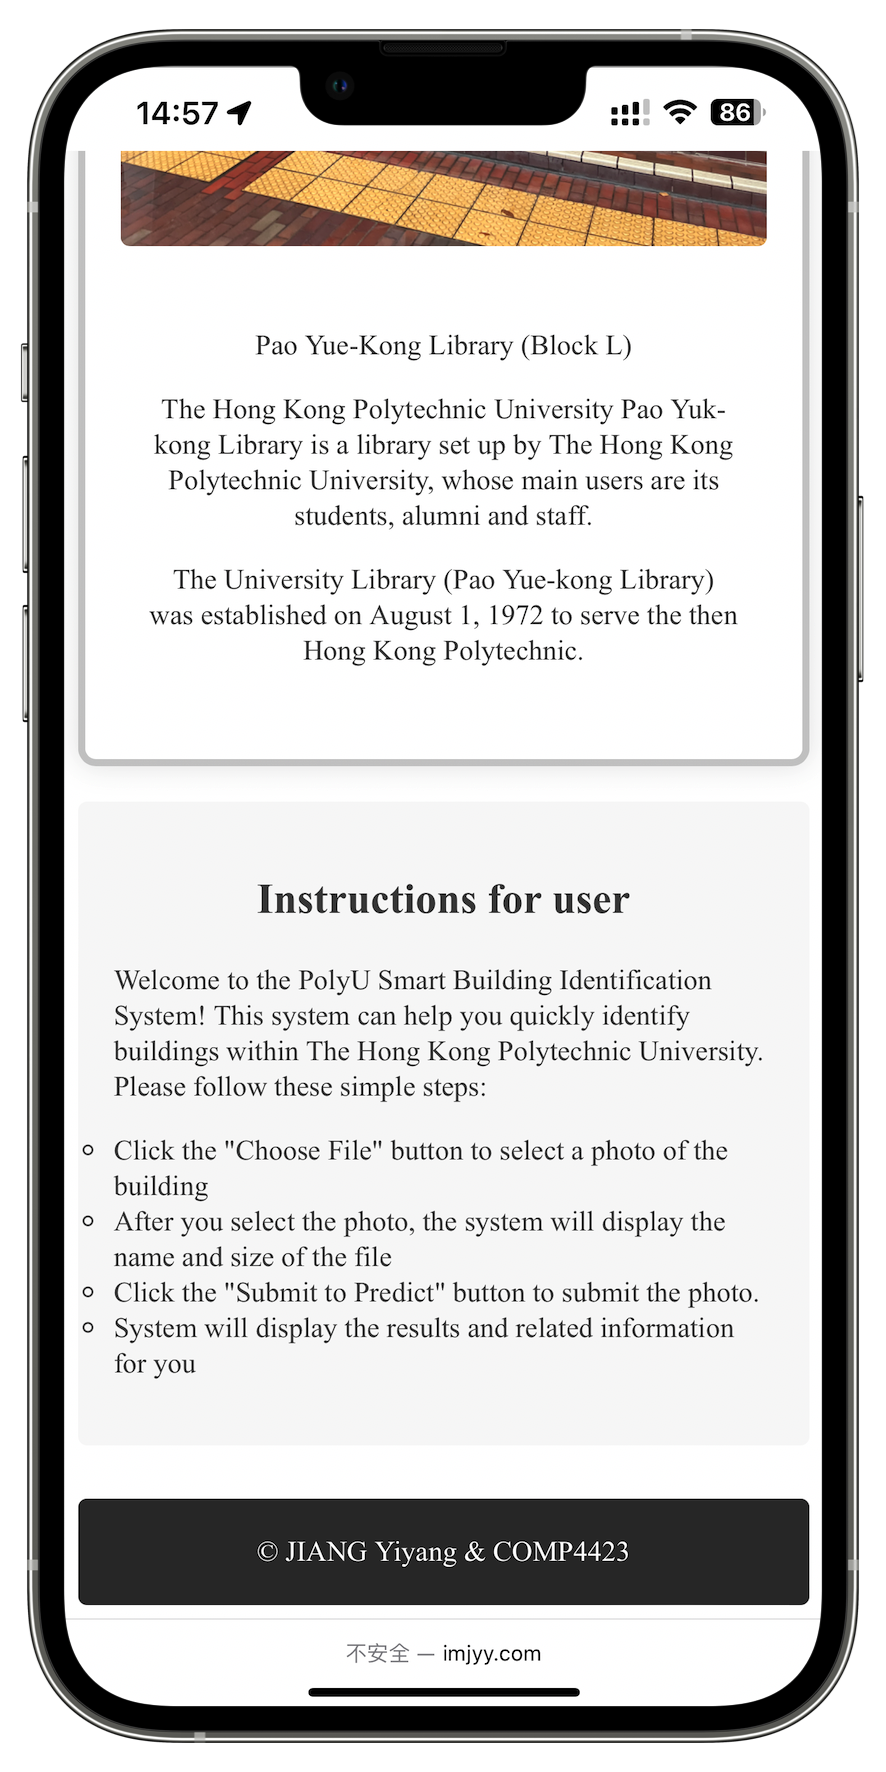 14:57
86
Pao Yue-Kong Library (Block L)
The Hong Kong Polytechnic University Pao Yuk-
kong Library is a library set up by The Hong Kong
Polytechnic University, whose main users are its
students, alumni and staff.
The University Library (Pao Yue-kong Library)
was established on August 1, 1972 to serve the then
Hong Kong Polytechnic.
Instructions for user
Welcome to the PolyU Smart Building Identification
System! This system can help you quickly identify
buildings within The Hong Kong Polytechnic University.
Please follow these simple steps:
Click the "Choose File" button to select a photo of the
building
After you select the photo, the system will display the
name and size of the file
Click the "Submit to Predict" button to submit the photo.
System will display the results and related information
for you
© JIANG Yiyang & COMP4423
不安全 — imjyy.com